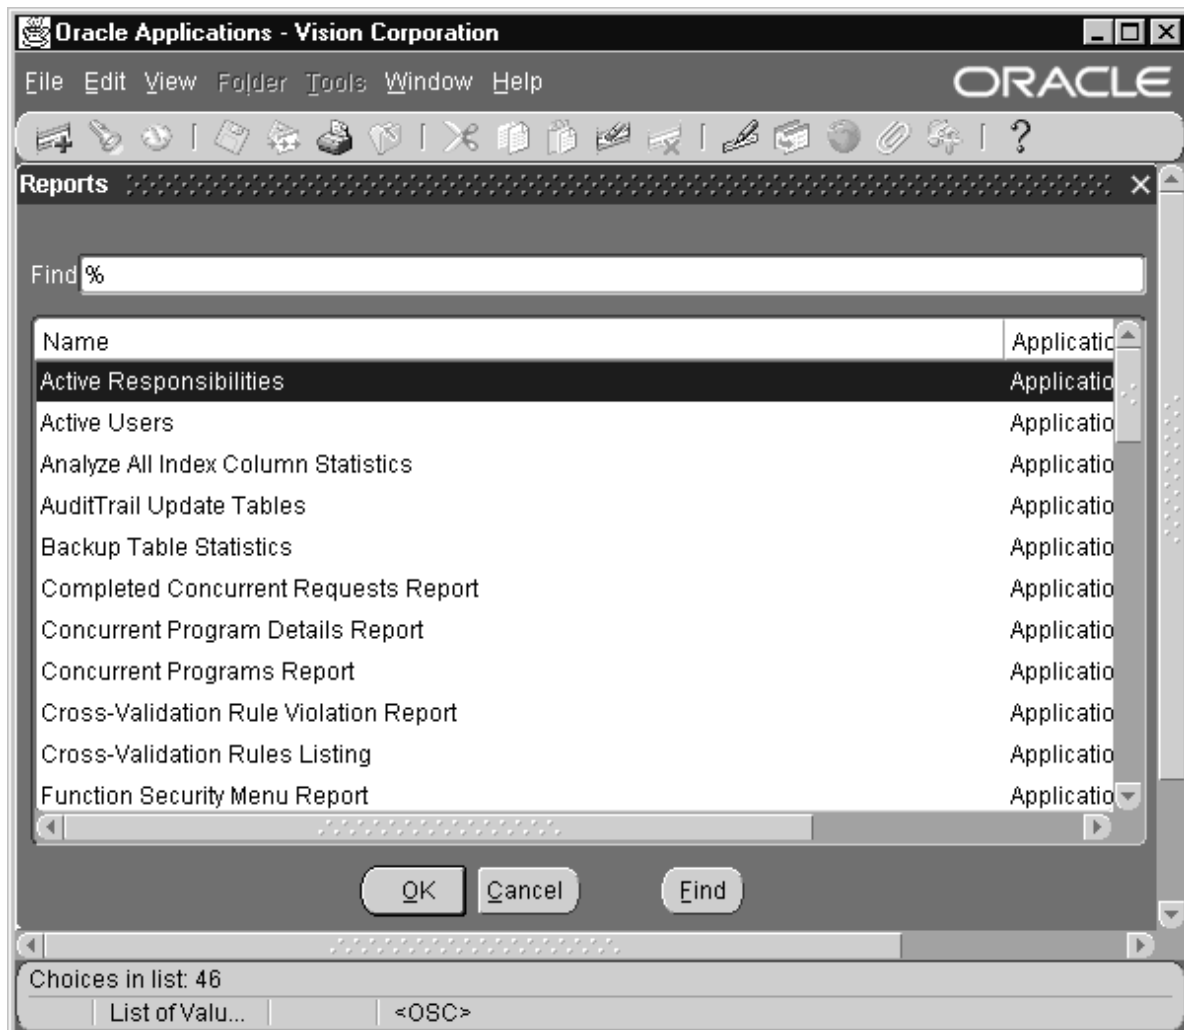 Oracle Applications - Vision Corporation
File Edit View Folder Tools Window Help ORACLE
?
Reports
Find %
Name Applicatio
Active Responsibilities Applicatio
Active Users Applicatio
Analyze All Index Column Statistics Applicatio
AuditTrail Update Tables Applicatio
Backup Table Statistics Applicatio
Completed Concurrent Requests Report Applicatio
Concurrent Program Details Report Applicatio
Concurrent Programs Report Applicatio
Cross-Validation Rule Violation Report Applicatio
Cross-Validation Rules Listing Applicatio
Function Security Menu Report Applicatio
OK Cancel Find
Choices in list: 46
List of Valu... <OSC>